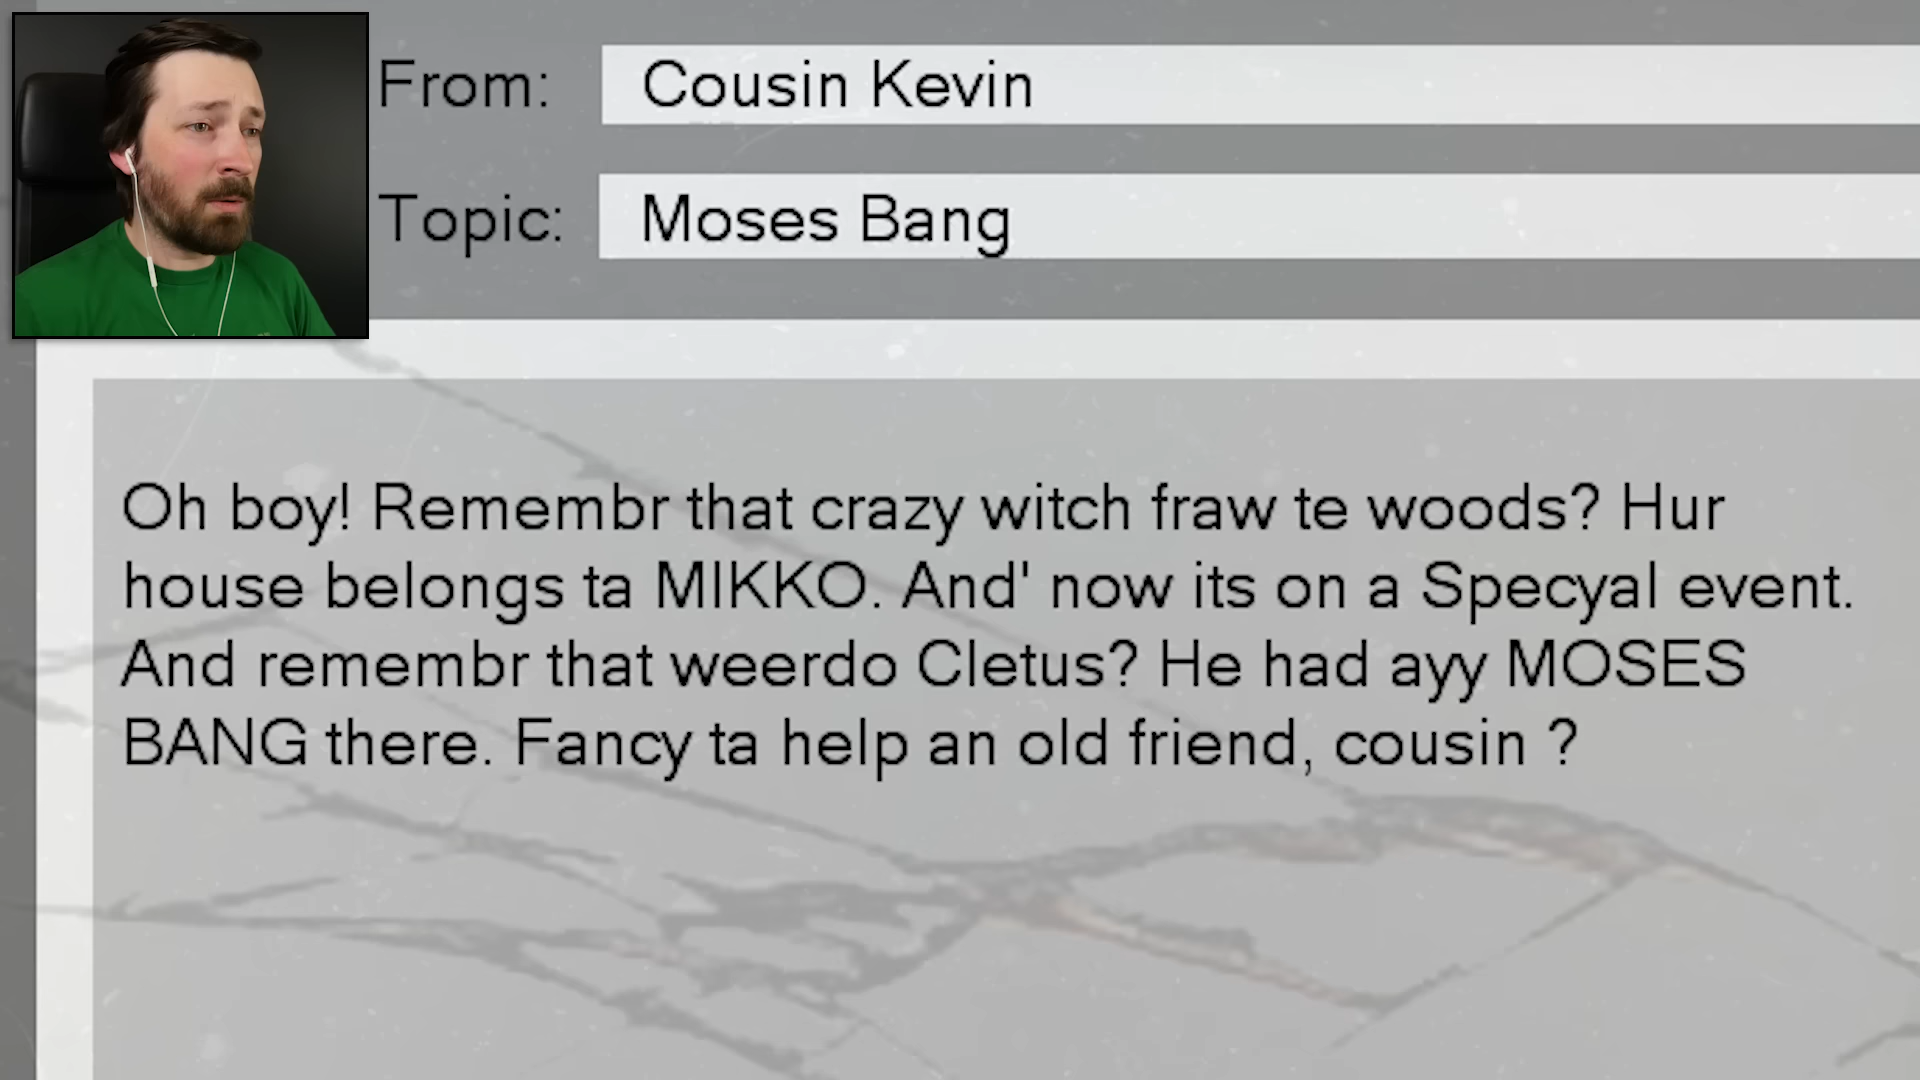 From: Cousin Kevin
Topic: Moses Bang
Oh boy! Remembr that crazy witch fraw te woods? Hur
house belongs ta MIKKO. And' now its on a Specyal event.
And remembr that weerdo Cletus? He had ayy MOSES
BANG there. Fancy ta help an old friend, cousin ?